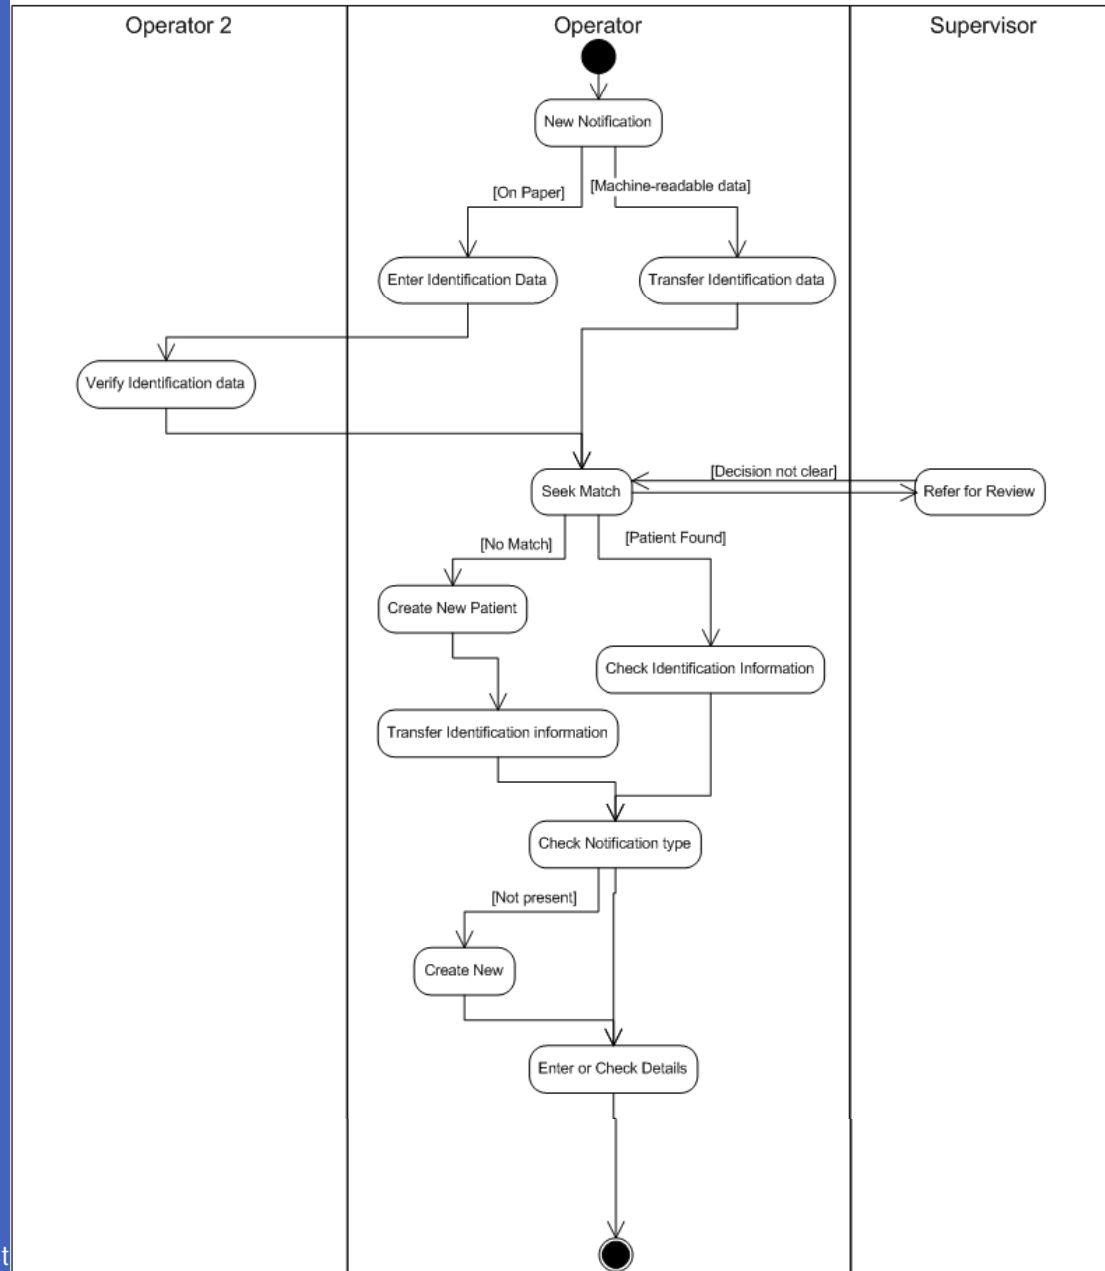 Operator 2
Operator
Supervisor
New Notification
[On Paper]
[Machine-readable data]
Enter Identification Data
Transfer Identification data
Verify Identification data
[Decision not clear]
Seek Match
Refer for Review
[No Match]
[Patient Found]
Create New Patient
Check Identification Information
Transfer Identification information
Check Notification type
[Not present]
Create New
Enter or Check Details
t